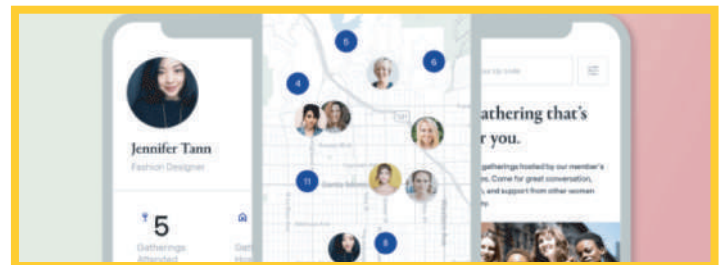 Jennifer Tann
Fashion Designer
5
Gatherings
Attended
5
6
4
11
8
101
athering that's
r you.
gatherings hosted by our member's
Come for great conversation,
and support from other women